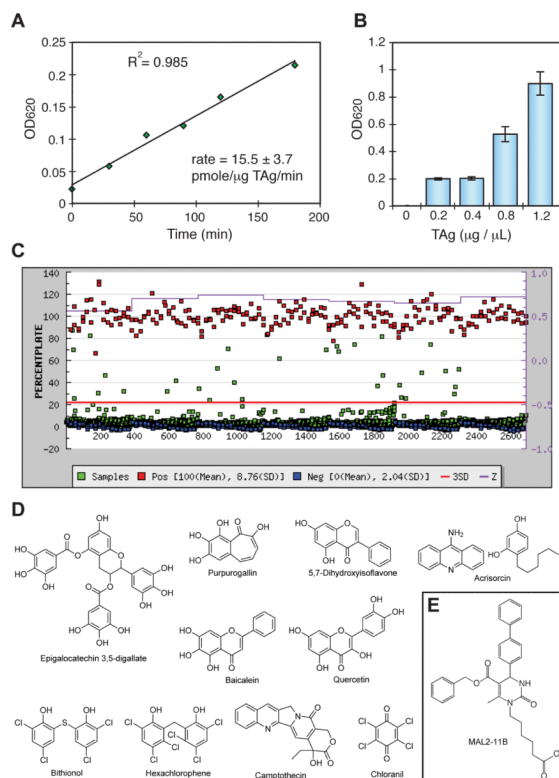 A
R²= 0.985
OD620
0.25
0.2
0.15
0.1
0.05
0
rate = 15.5 ± 3.7
pmole/µg TAg/min
0 50 100 150 200
Time (min)
B
OD620
1.2
1
0.8
0.6
0.4
0.2
0
0 0.2 0.4 0.8 1.2
TAg (µg / µL)
C
PERCENTPLATE
140
120
100
80
60
40
20
0
-20
1.0
0.5
0.0
-0.5
-1.0
200 400 600 800 1000 1200 1400 1600 1800 2000 2200 2400 2600
Samples Pos [100(Mean), 8.76(SD)] Neg [0(Mean), 2.04(SD)] 3SD Z
D
Epigalocatechin 3,5-digallate
Purpurogallin
5,7-Dihydroxyisoflavone
Acrisorcin
Baicalein
Quercetin
Bithionol
Hexachlorophene
Camptothecin
Chloranil
E
MAL2-11B